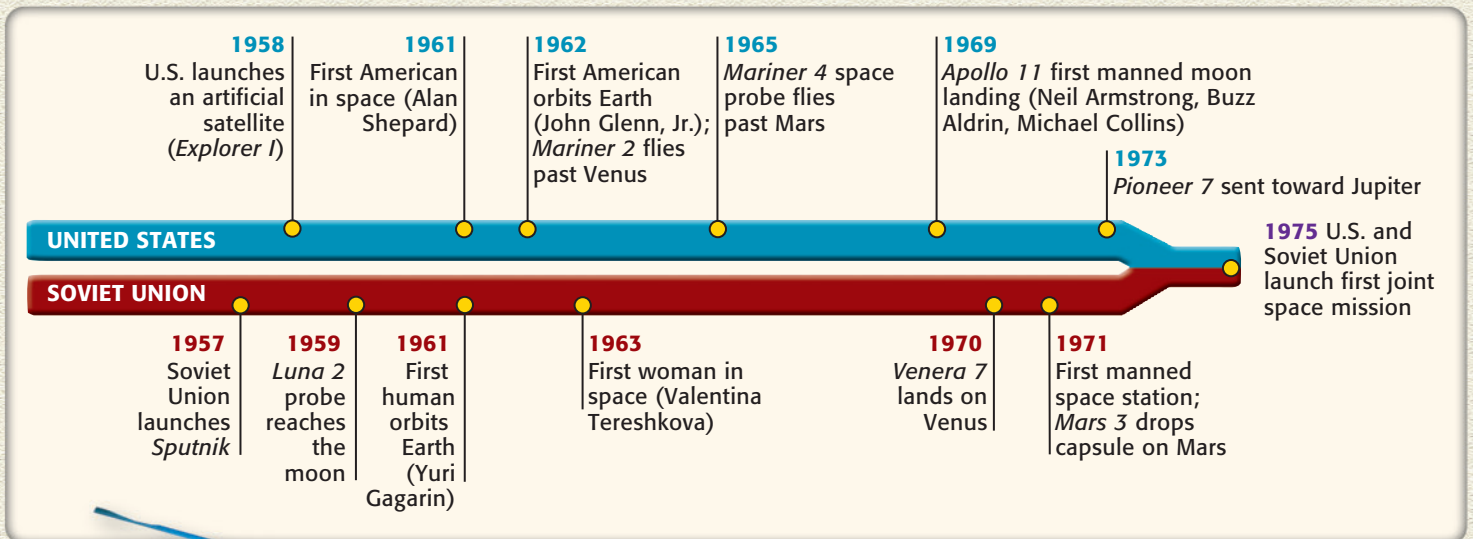 1958
U.S. launches
an artificial
satellite
(Explorer I)
1961
First American
in space (Alan
Shepard)
1962
First American
orbits Earth
(John Glenn, Jr.);
Mariner 2 flies
past Venus
1965
Mariner 4 space
probe flies
past Mars
1969
Apollo 11 first manned moon
landing (Neil Armstrong, Buzz
Aldrin, Michael Collins)
1973
Pioneer 7 sent toward Jupiter
UNITED STATES
1975 U.S. and
Soviet Union
launch first joint
space mission
SOVIET UNION
1957
Soviet
Union
launches
Sputnik
1959
Luna 2
probe
reaches
the
moon
1961
First
human
orbits
Earth
(Yuri
Gagarin)
1963
First woman in
space (Valentina
Tereshkova)
1970
Venera 7
lands on
Venus
1971
First manned
space station;
Mars 3 drops
capsule on Mars